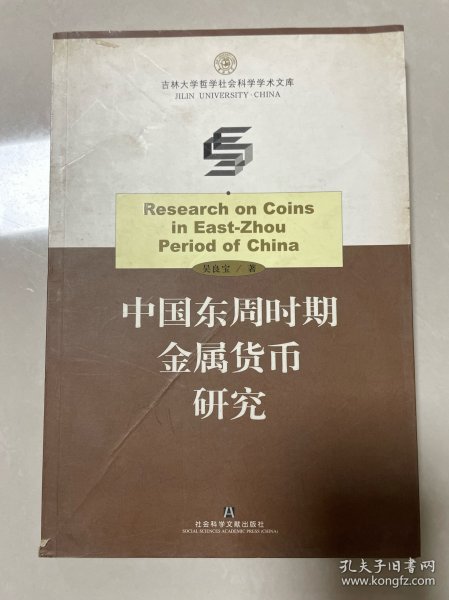 吉林大学哲学社会科学学术文库
JILIN UNIVERSITY·CHINA
Research on Coins
in East-Zhou
Period of China
吴良宝 / 著
中国东周时期
金属货币
研究
社会科学文献出版社
SOCIAL SCIENCES ACADEMIC PRESS (CHINA)
孔夫子旧书网
www.kongfz.com